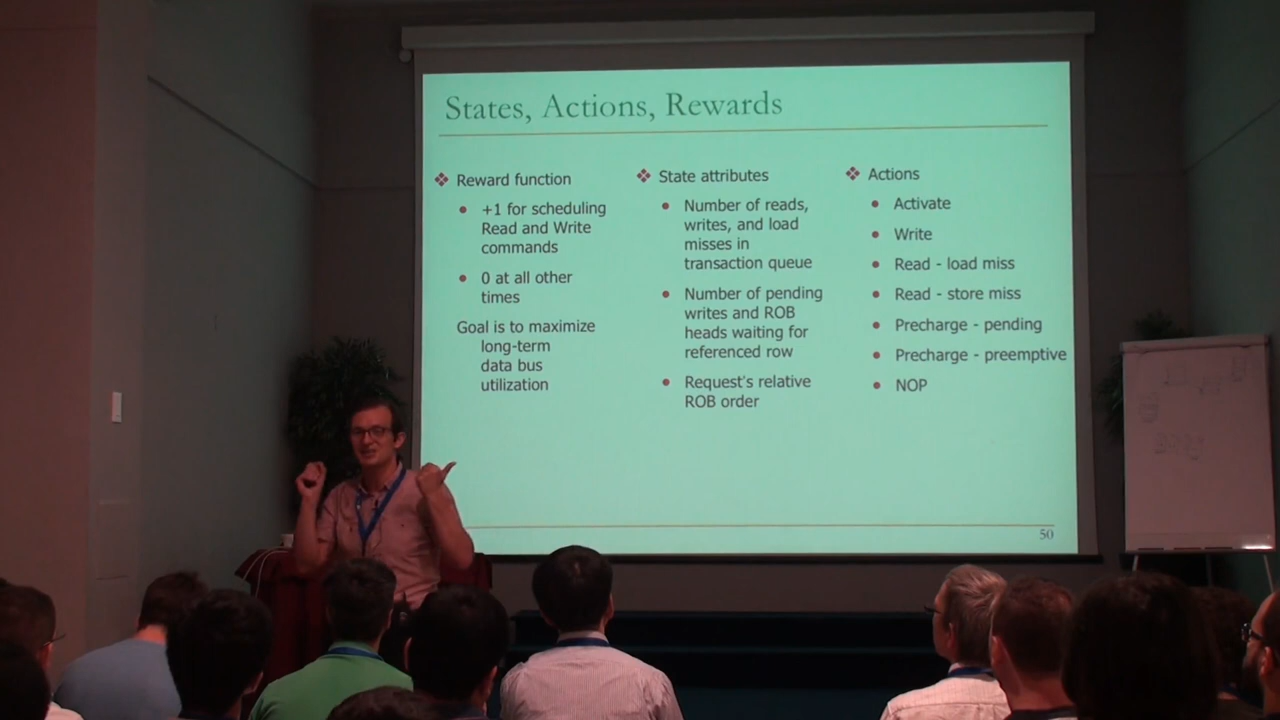 States, Actions, Rewards
❖ Reward function
• +1 for scheduling
Read and Write
commands
• 0 at all other
times
Goal is to maximize
long-term
data bus
utilization
❖ State attributes
• Number of reads,
writes, and load
misses in
transaction queue
• Number of pending
writes and ROB
heads waiting for
referenced row
• Request's relative
ROB order
❖ Actions
• Activate
• Write
• Read - load miss
• Read - store miss
• Precharge - pending
• Precharge - preemptive
• NOP
50